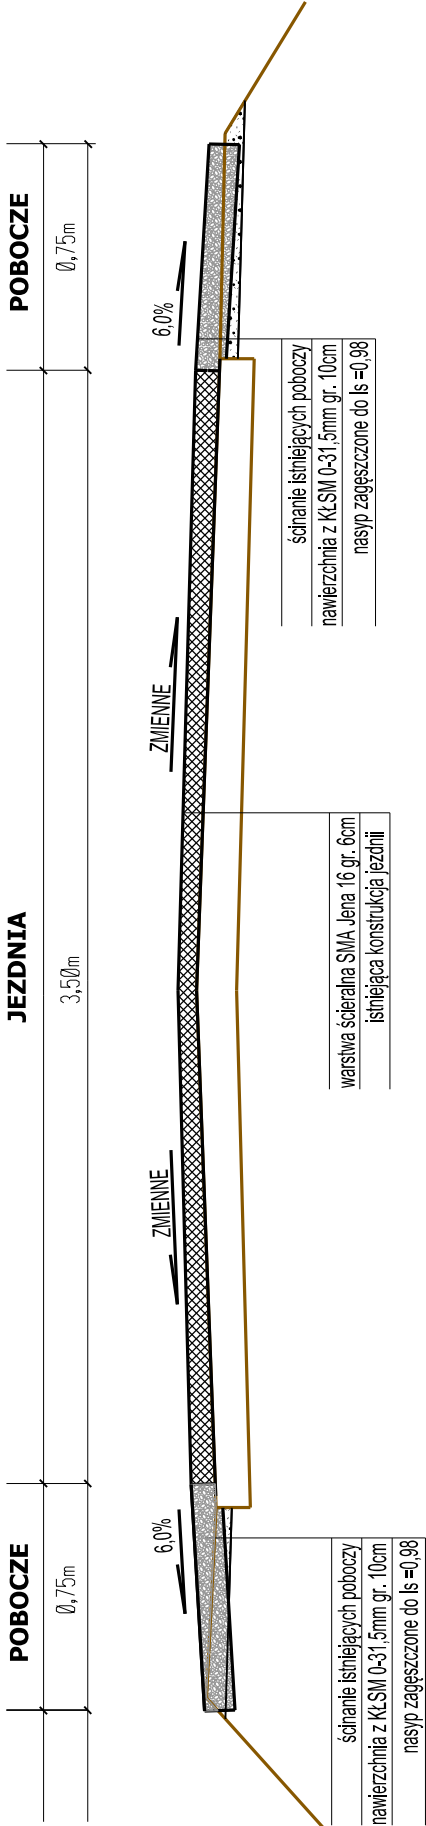 POBOCZE
JEZDNIA
POBOCZE
0,75m
3,50m
0,75m
6,0%
ZMIENNE
ZMIENNE
6,0%
ścinanie istniejących poboczy
nawierzchnia z KŁSM 0-31,5mm gr. 10cm
nasyp zagęszczone do Is =0,98
warstwa ścieralna SMA Jena 16 gr. 6cm
istniejąca konstrukcja jezdnii
ścinanie istniejących poboczy
nawierzchnia z KŁSM 0-31,5mm gr. 10cm
nasyp zagęszczone do Is =0,98